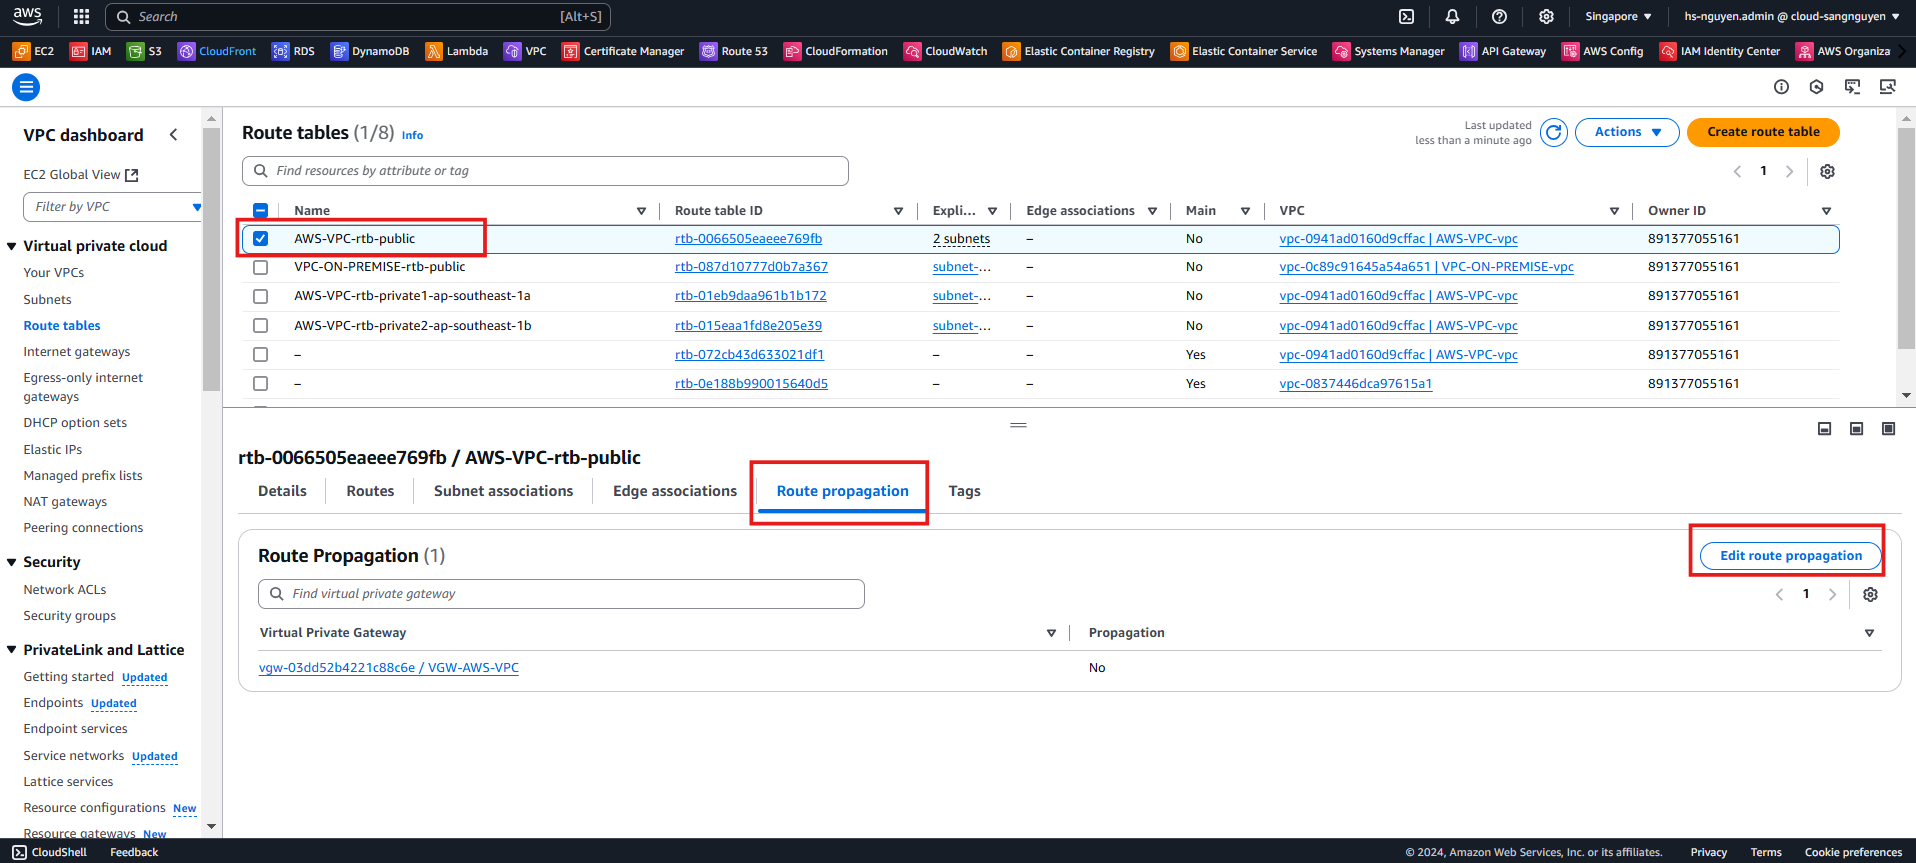 aws
Search [Alt+S]
Singapore hs-nguyen.admin @ cloud-sangnguyen
EC2 IAM S3 CloudFront RDS DynamoDB Lambda VPC Certificate Manager Route 53 CloudFormation CloudWatch Elastic Container Registry Elastic Container Service Systems Manager API Gateway AWS Config IAM Identity Center AWS Organiza
VPC dashboard
EC2 Global View
Filter by VPC
Virtual private cloud
Your VPCs
Subnets
Route tables
Internet gateways
Egress-only internet
gateways
DHCP option sets
Elastic IPs
Managed prefix lists
NAT gateways
Peering connections
Security
Network ACLs
Security groups
PrivateLink and Lattice
Getting started Updated
Endpoints Updated
Endpoint services
Service networks Updated
Lattice services
Resource configurations New
Resource gateways New
Route tables (1/8) Info
Last updated
less than a minute ago
Actions
Create route table
Find resources by attribute or tag
1
Name Route table ID Expli... Edge associations Main VPC Owner ID
AWS-VPC-rtb-public rtb-0066505eaeee769fb 2 subnets – No vpc-0941ad0160d9cffac | AWS-VPC-vpc 891377055161
VPC-ON-PREMISE-rtb-public rtb-087d10777d0b7a367 subnet-... – No vpc-0c89c91645a54a651 | VPC-ON-PREMISE-vpc 891377055161
AWS-VPC-rtb-private1-ap-southeast-1a rtb-01eb9daa961b1b172 subnet-... – No vpc-0941ad0160d9cffac | AWS-VPC-vpc 891377055161
AWS-VPC-rtb-private2-ap-southeast-1b rtb-015eaa1fd8e205e39 subnet-... – No vpc-0941ad0160d9cffac | AWS-VPC-vpc 891377055161
– rtb-072cb43d633021df1 – – Yes vpc-0941ad0160d9cffac | AWS-VPC-vpc 891377055161
– rtb-0e188b990015640d5 – – Yes vpc-0837446dca97615a1 891377055161
rtb-0066505eaeee769fb / AWS-VPC-rtb-public
Details Routes Subnet associations Edge associations Route propagation Tags
Route Propagation (1)
Edit route propagation
Find virtual private gateway
1
Virtual Private Gateway Propagation
vgw-03dd52b4221c88c6e / VGW-AWS-VPC No
CloudShell Feedback © 2024, Amazon Web Services, Inc. or its affiliates. Privacy Terms Cookie preferences